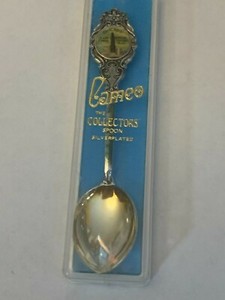 Cameo
THE
COLLECTORS'
SPOON
SILVERPLATED